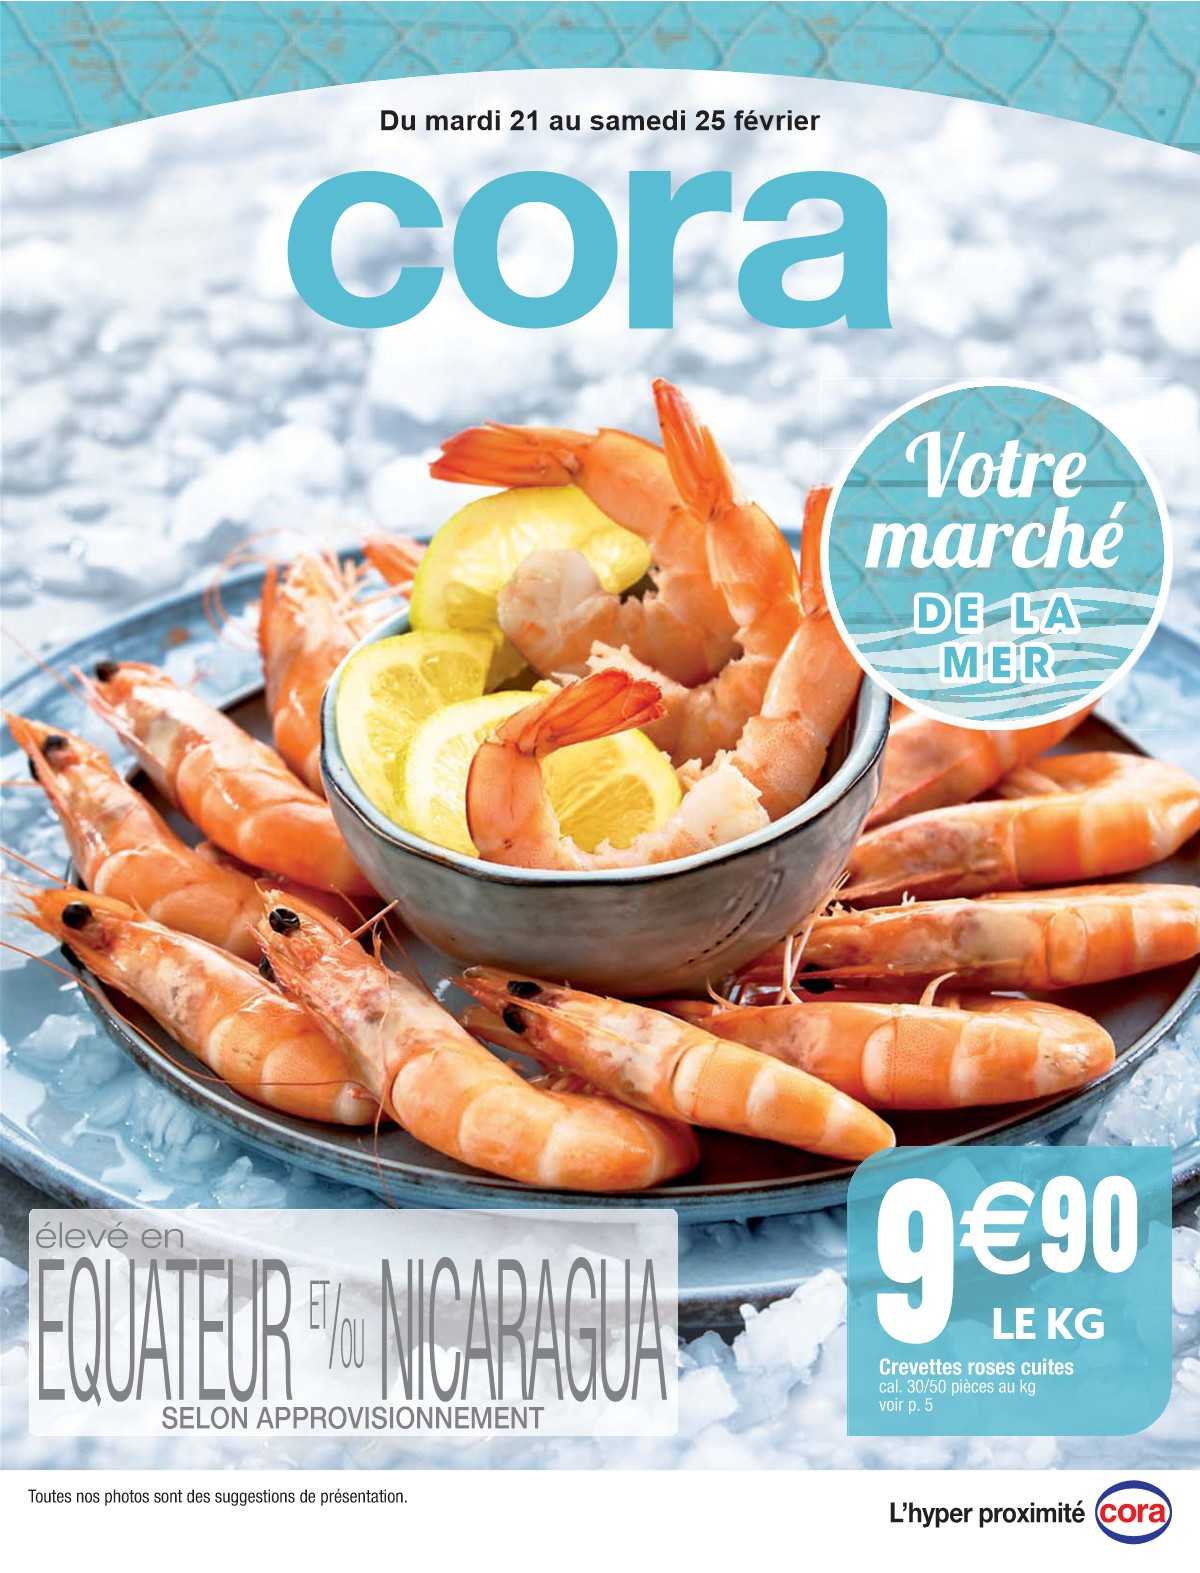 Du mardi 21 au samedi 25 février
cora
Votre
marché
DE LA
MER
élevé en
EQUATEUR ET/OU NICARAGUA
SELON APPROVISIONNEMENT
9€90
LE KG
Crevettes roses cuites
cal. 30/50 pièces au kg
voir p. 5
Toutes nos photos sont des suggestions de présentation.
L'hyper proximité cora